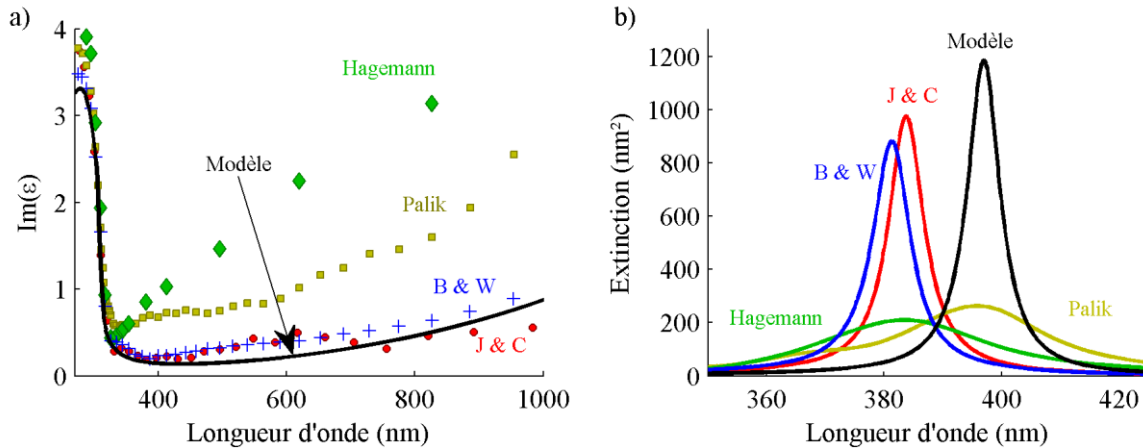 a)
Im(ε)
4
3
2
1
0
400
600
800
1000
Longueur d'onde (nm)
Hagemann
Modèle
Palik
B & W
J & C
b)
Extinction (nm²)
1200
1000
800
600
400
200
0
360
380
400
420
Longueur d'onde (nm)
Modèle
J & C
B & W
Hagemann
Palik